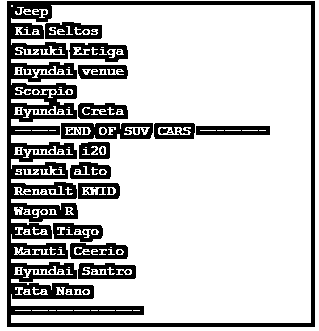 Jeep
Kia Seltos
Suzuki Ertiga
Huyndai venue
Scorpio
Hyundai Creta
------ END OF SUV CARS ----------
Hyundai i20
suzuki alto
Renault KWID
Wagon R
Tata Tiago
Maruti Ceerio
Hyundai Santro
Tata Nano
------------------